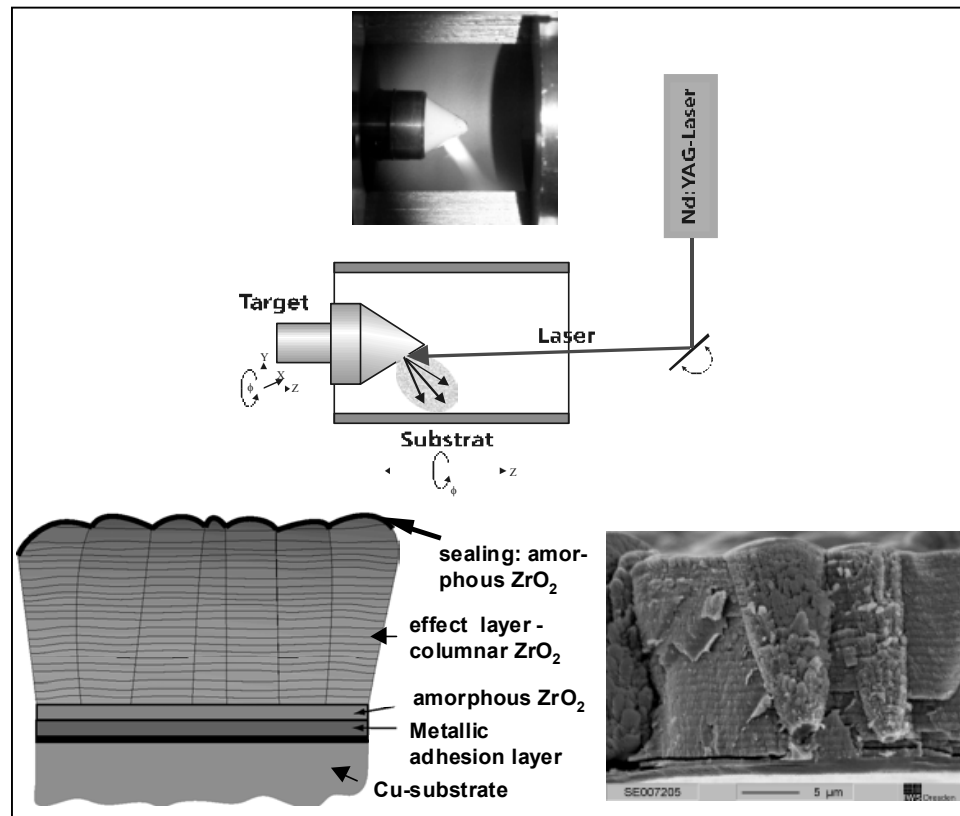 Nd:YAG-Laser
Target
Laser
Y
X
Z
ϕ
Substrat
Z
ϕ
sealing: amor-
phous ZrO₂
effect layer -
columnar ZrO₂
amorphous ZrO₂
Metallic
adhesion layer
Cu-substrate
SE007205
5 µm
IWS
Dresden